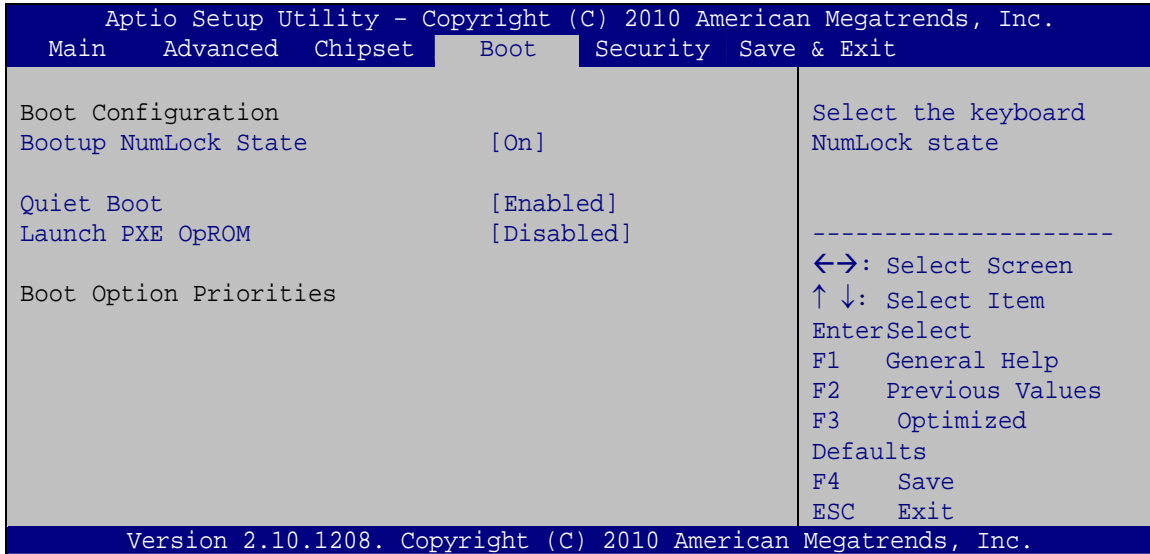 Aptio Setup Utility – Copyright (C) 2010 American Megatrends, Inc.
Main Advanced Chipset Boot Security Save & Exit
Boot Configuration
Bootup NumLock State [On]
Quiet Boot [Enabled]
Launch PXE OpROM [Disabled]
Boot Option Priorities
Select the keyboard
NumLock state
---------------------
←→: Select Screen
↑ ↓: Select Item
EnterSelect
F1 General Help
F2 Previous Values
F3 Optimized
Defaults
F4 Save
ESC Exit
Version 2.10.1208. Copyright (C) 2010 American Megatrends, Inc.